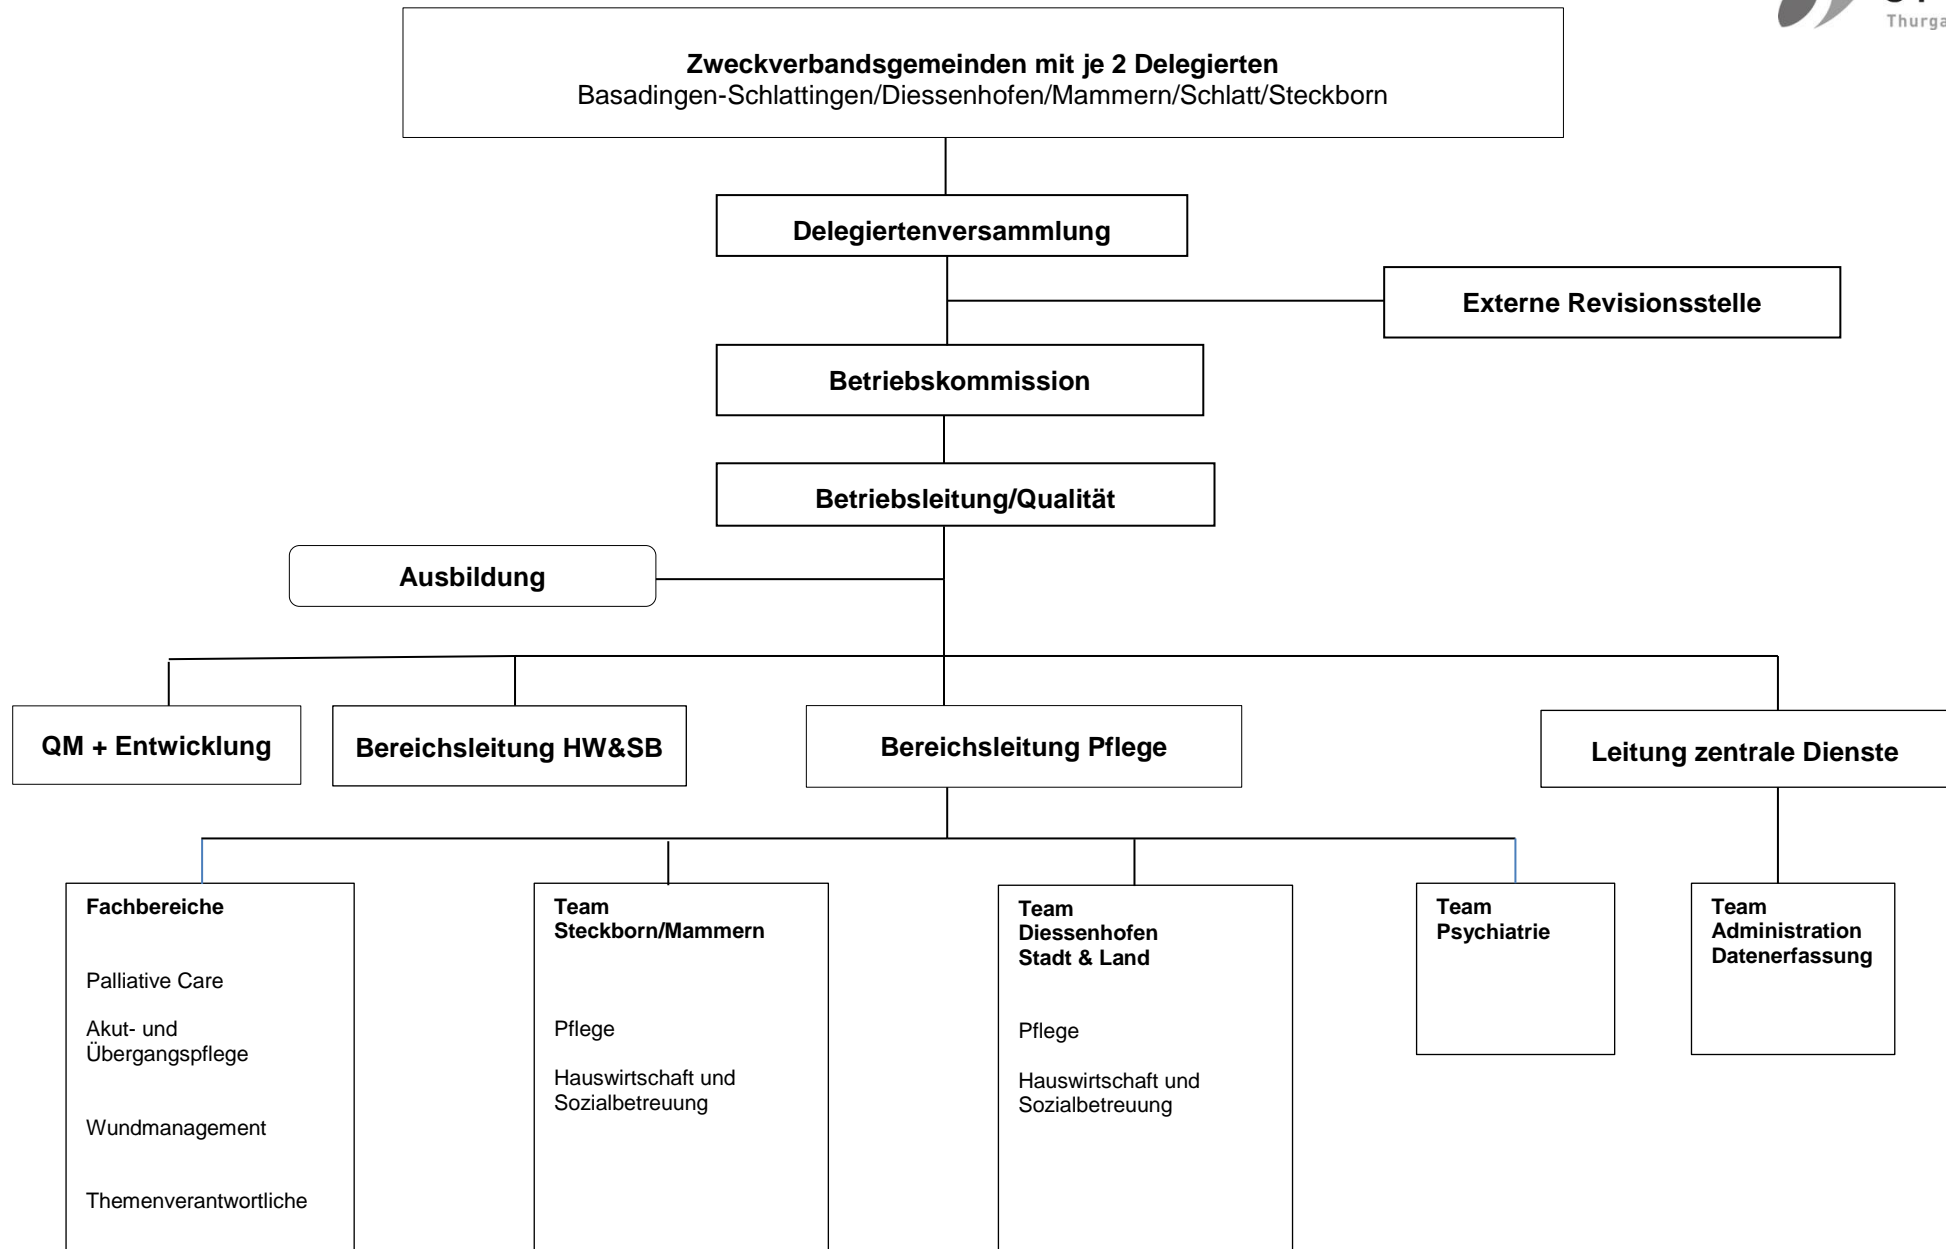 Thurga
Zweckverbandsgemeinden mit je 2 Delegierten
Basadingen-Schlattingen/Diessenhofen/Mammern/Schlatt/Steckborn
Delegiertenversammlung
Externe Revisionsstelle
Betriebskommission
Betriebsleitung/Qualität
Ausbildung
QM + Entwicklung
Bereichsleitung HW&SB
Bereichsleitung Pflege
Leitung zentrale Dienste
Fachbereiche
Palliative Care
Akut- und
Übergangspflege
Wundmanagement
Themenverantwortliche
Team
Steckborn/Mammern
Pflege
Hauswirtschaft und
Sozialbetreuung
Team
Diessenhofen
Stadt & Land
Pflege
Hauswirtschaft und
Sozialbetreuung
Team
Psychiatrie
Team
Administration
Datenerfassung